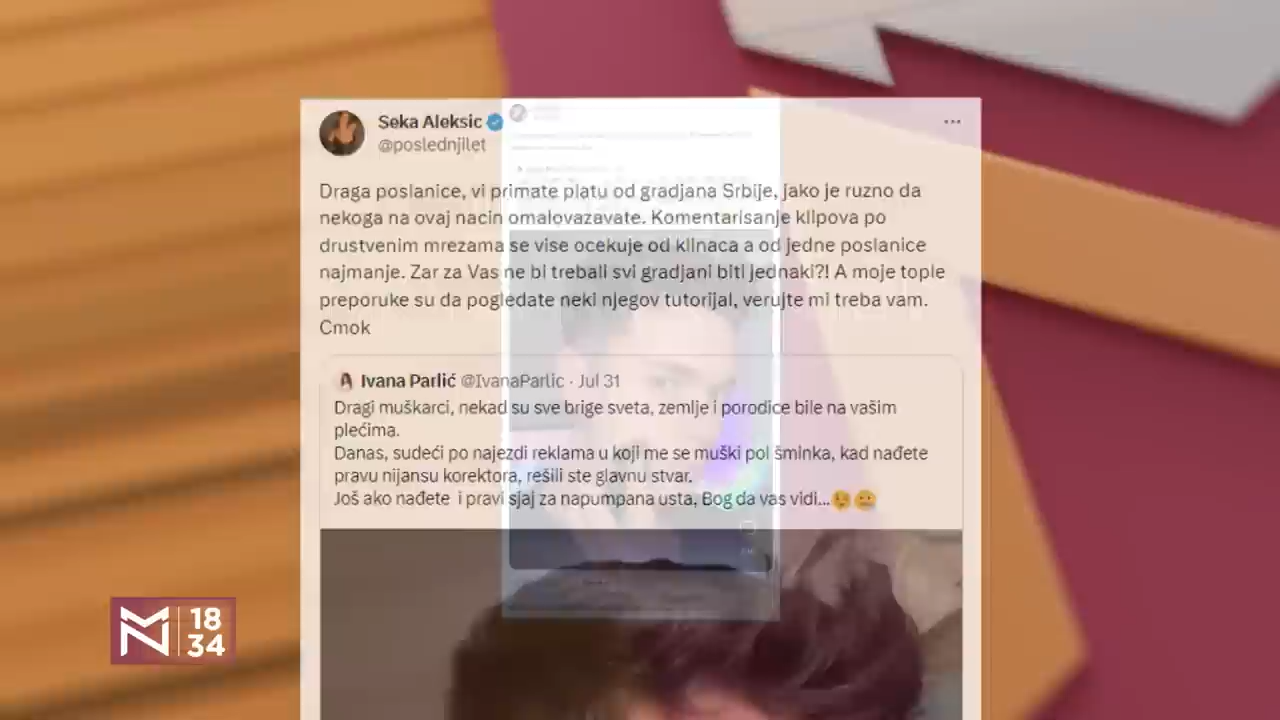 Seka Aleksic
@poslednjilet
Draga poslanice, vi primate platu od gradjana Srbije, jako je ruzno da
nekoga na ovaj nacin omalovazavate. Komentarisanje klipova po
drustvenim mrezama se vise ocekuje od klinaca a od jedne poslanice
najmanje. Zar za Vas ne bi trebali svi gradjani biti jednaki?! A moje tople
preporuke su da pogledate neki njegov tutorijal, verujte mi treba vam.
Cmok
Ivana Parlić @IvanaParlic · Jul 31
Dragi muškarci, nekad su sve brige sveta, zemlje i porodice bile na vašim
plećima.
Danas, sudeći po najezdi reklama u koji me se muški pol šminka, kad nađete
pravu nijansu korektora, rešili ste glavnu stvar.
Još ako nađete i pravi sjaj za napumpana usta, Bog da vas vidi...😟🤐
18
34